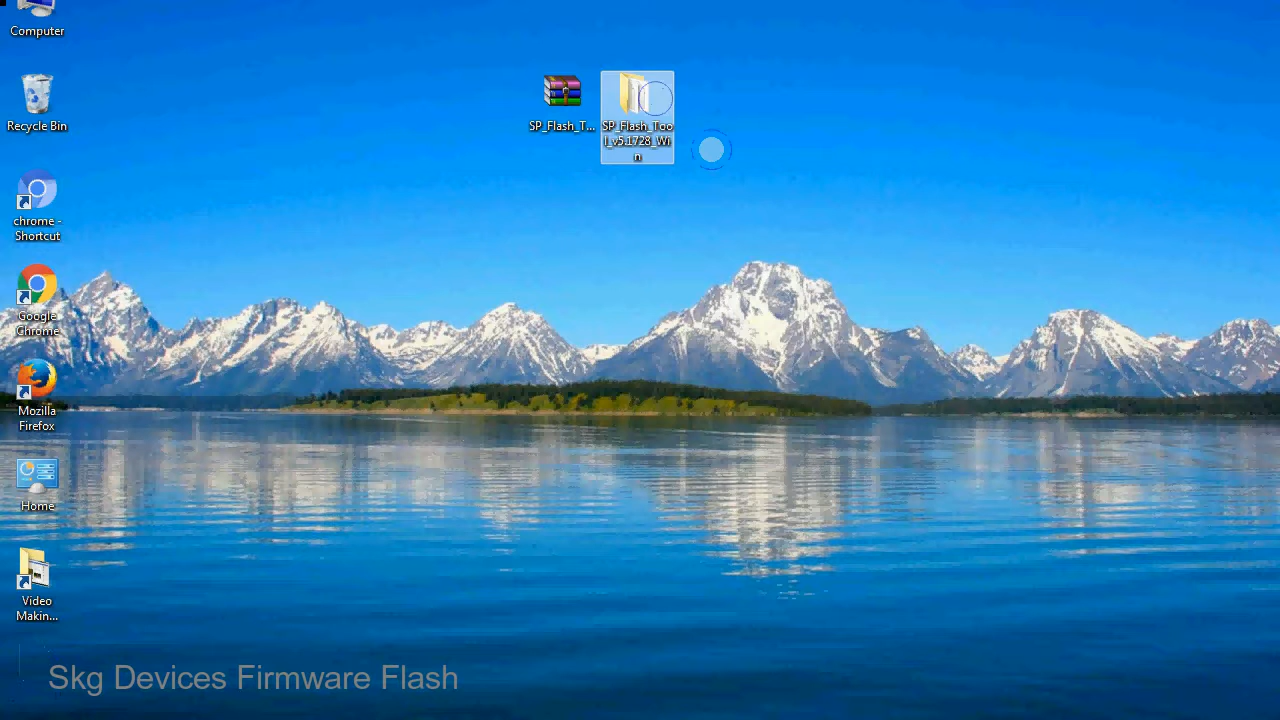 Computer
Recycle Bin
chrome -
Shortcut
Google
Chrome
Mozilla
Firefox
Home
Video
Makin...
SP_Flash_T...
SP_Flash_Too
l_v5.1728_Wi
n
Skg Devices Firmware Flash